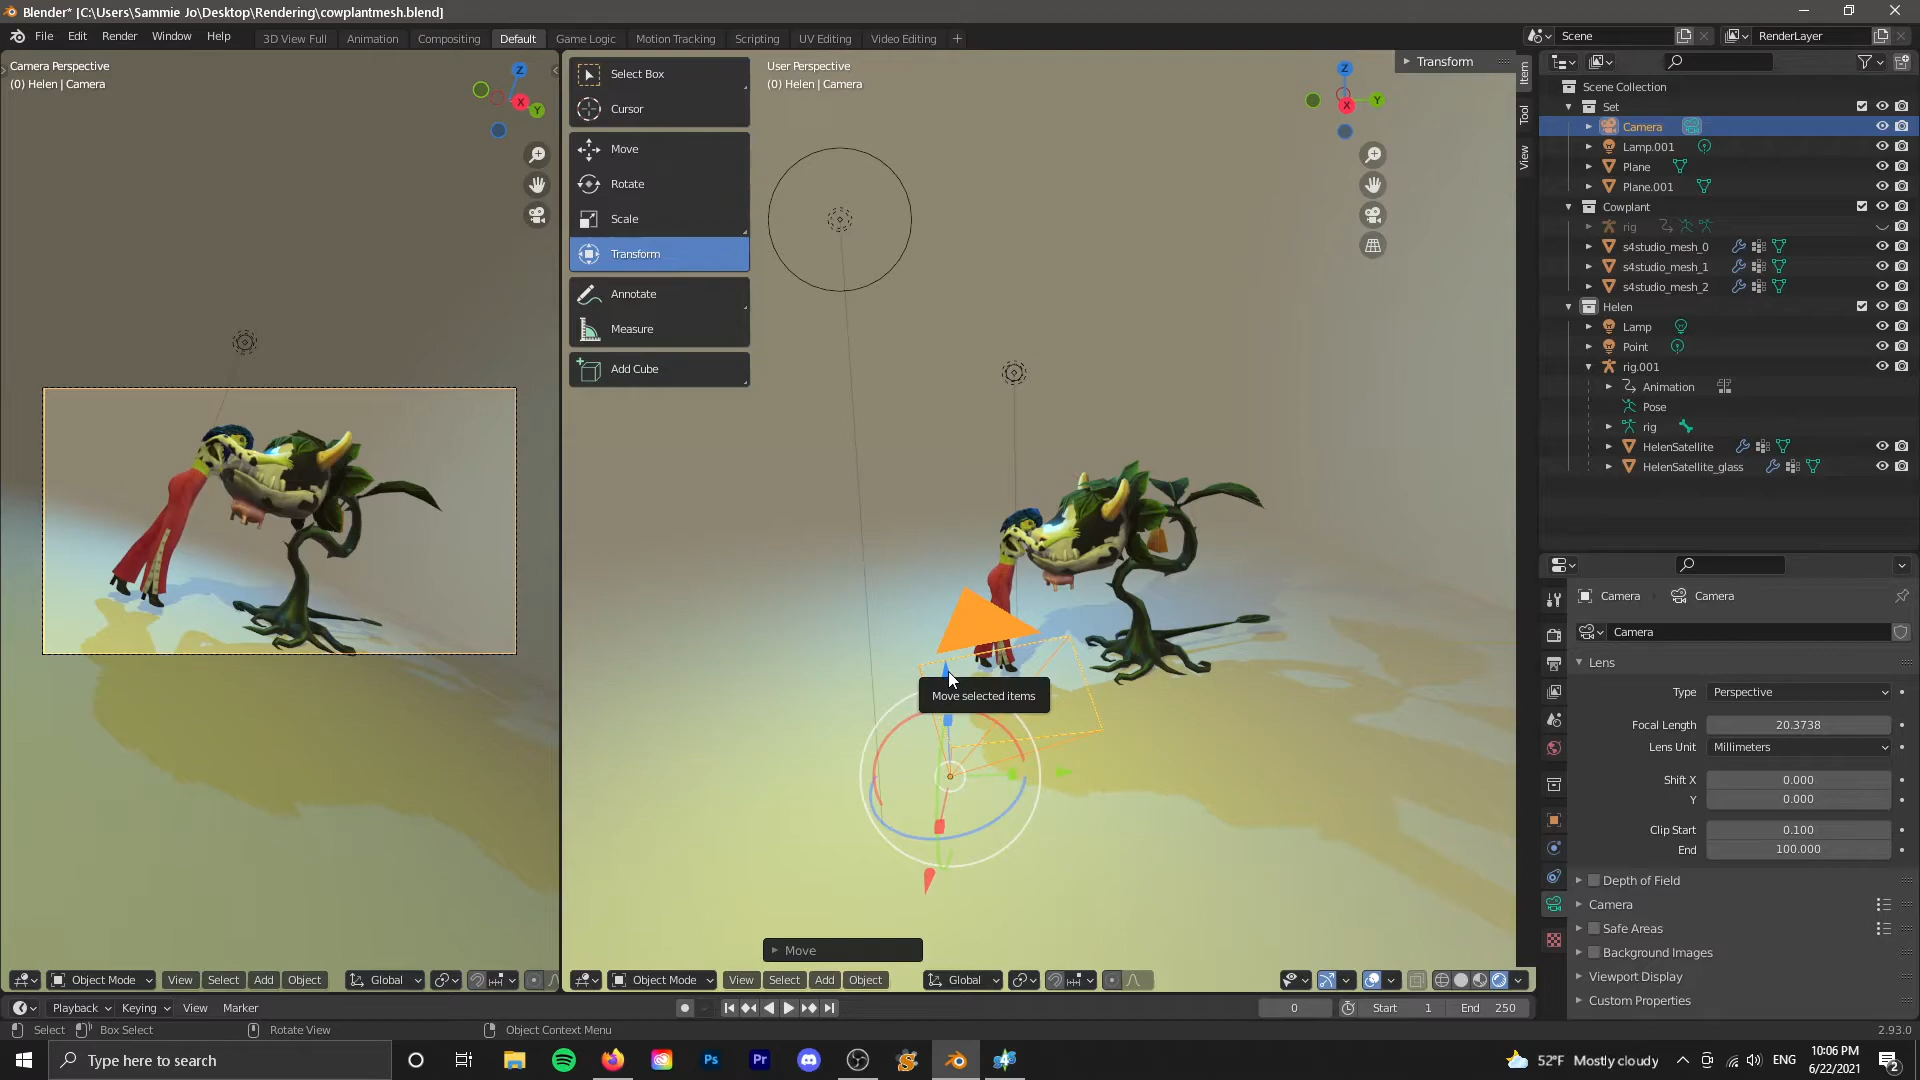 Blender* [C:\Users\Sammie Jo\Desktop\Rendering\cowplantmesh.blend]
File Edit Render Window Help
3D View Full Animation Compositing Default Game Logic Motion Tracking Scripting UV Editing Video Editing +
Scene
RenderLayer
Camera Perspective
(0) Helen | Camera
Z
X
Y
Select Box
Cursor
Move
Rotate
Scale
Transform
Annotate
Measure
Add Cube
User Perspective
(0) Helen | Camera
Z
X
Y
Transform
Item
Tool
View
Move selected items
Move
Scene Collection
Set
Camera
Lamp.001
Plane
Plane.001
Cowplant
rig
s4studio_mesh_0
s4studio_mesh_1
s4studio_mesh_2
Helen
Lamp
Point
rig.001
Animation
Pose
rig
HelenSatellite
HelenSatellite_glass
Camera Camera
Camera
Lens
Type Perspective
Focal Length 20.3738
Lens Unit Millimeters
Shift X 0.000
Y 0.000
Clip Start 0.100
End 100.000
Depth of Field
Camera
Safe Areas
Background Images
Viewport Display
Custom Properties
Object Mode View Select Add Object Global
Object Mode View Select Add Object Global
Playback Keying View Marker
0 Start 1 End 250
Select Box Select Rotate View Object Context Menu
2.93.0
Type here to search
Ps
Pr
52°F Mostly cloudy
ENG
10:06 PM
6/22/2021
2